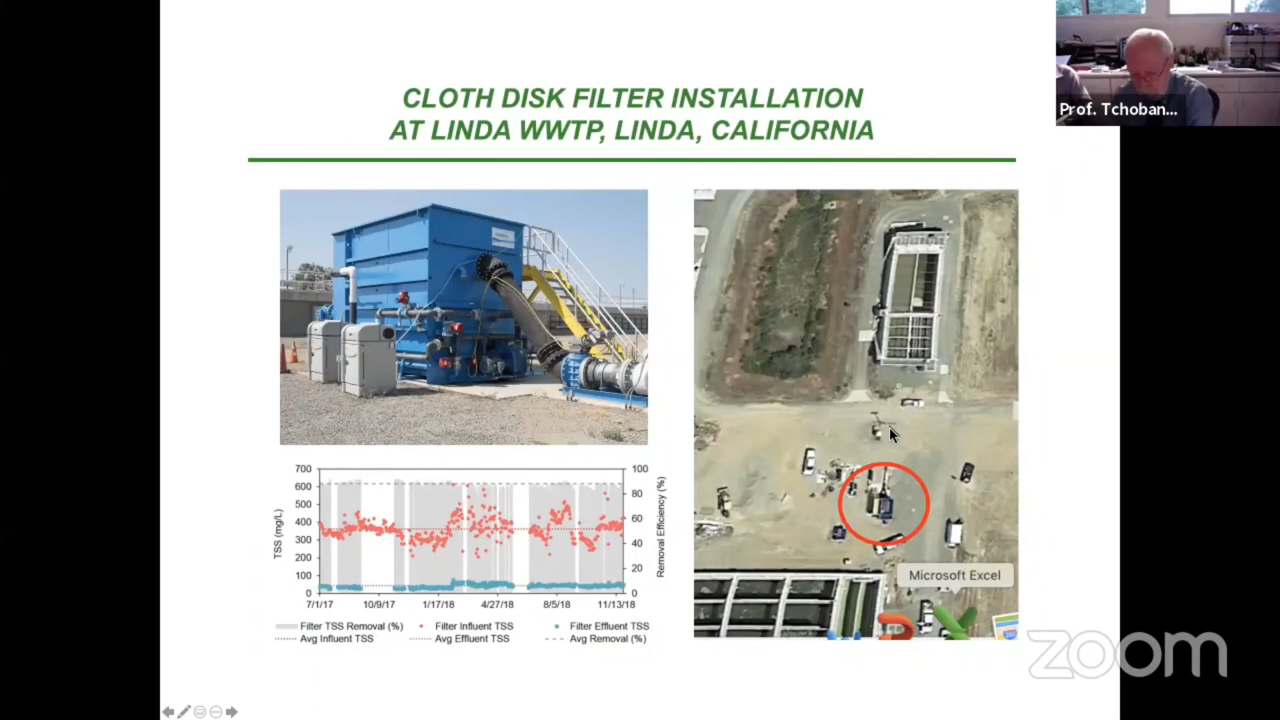 Prof. Tchoban...
CLOTH DISK FILTER INSTALLATION
AT LINDA WWTP, LINDA, CALIFORNIA
700
600
500
400
300
200
100
0
TSS (mg/L)
100
80
60
40
20
0
Removal Efficiency (%)
7/1/17 10/9/17 1/17/18 4/27/18 8/5/18 11/13/18
Filter TSS Removal (%) Filter Influent TSS Filter Effluent TSS
Avg Influent TSS Avg Effluent TSS Avg Removal (%)
Microsoft Excel
zoom